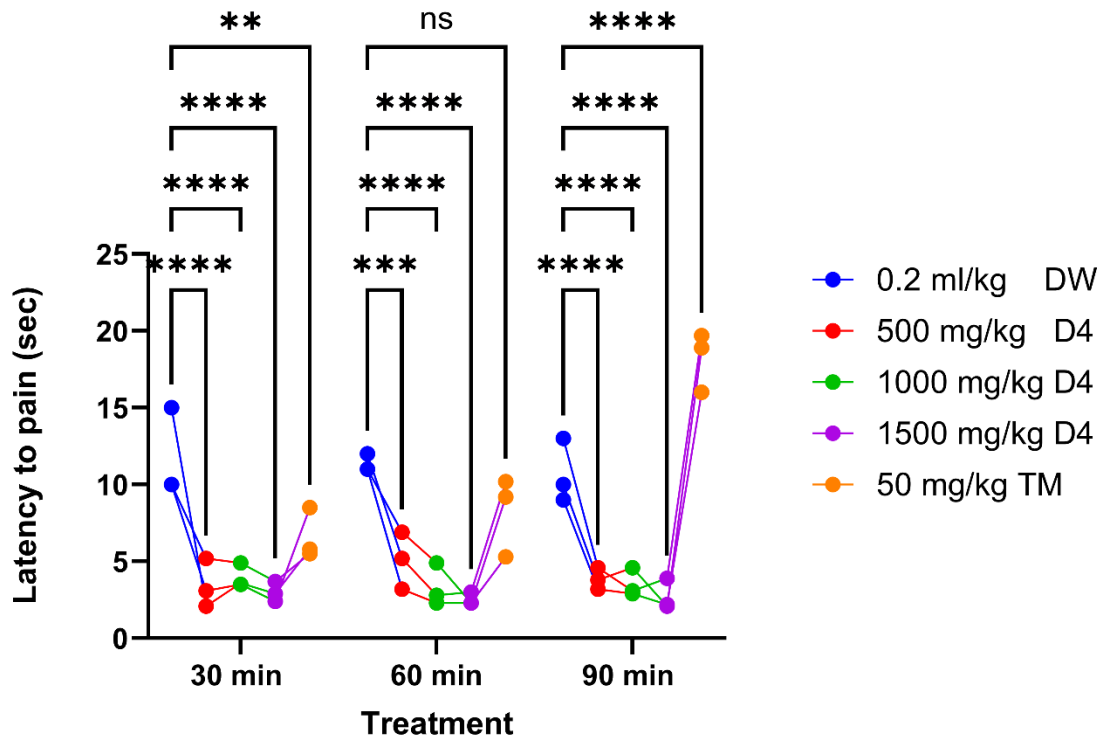 ** ns ****
**** **** ****
**** **** ****
**** *** ****
Latency to pain (sec)
25
20
15
10
5
0
30 min 60 min 90 min
Treatment
0.2 ml/kg DW
500 mg/kg D4
1000 mg/kg D4
1500 mg/kg D4
50 mg/kg TM